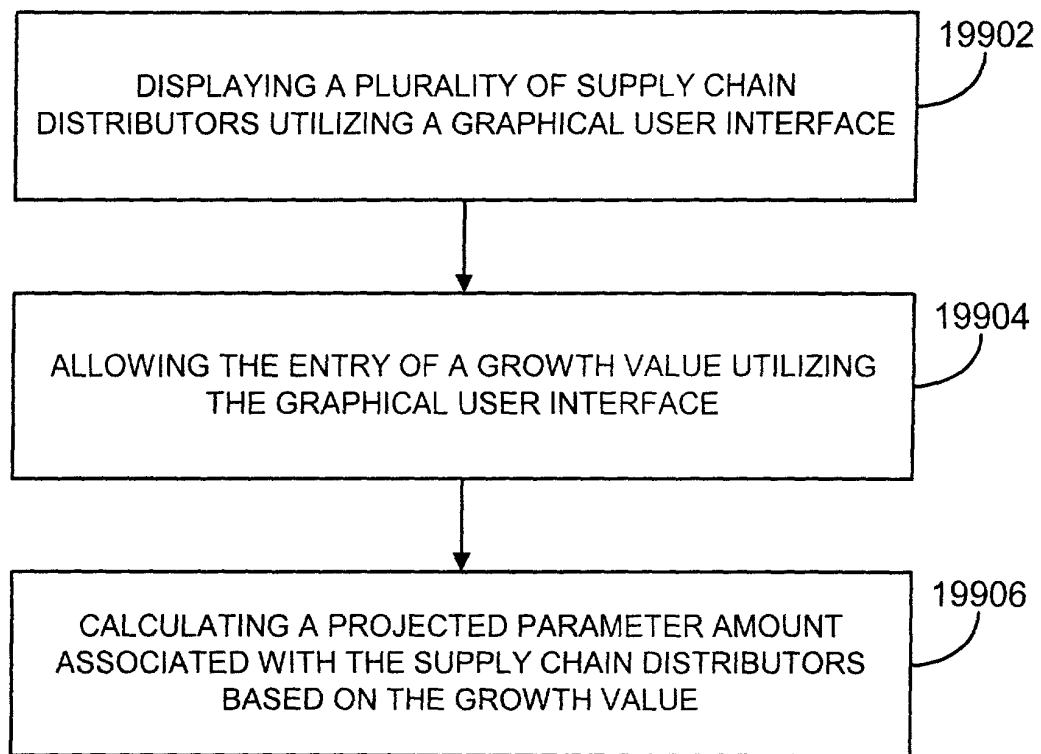 19902
DISPLAYING A PLURALITY OF SUPPLY CHAIN
DISTRIBUTORS UTILIZING A GRAPHICAL USER INTERFACE
19904
ALLOWING THE ENTRY OF A GROWTH VALUE UTILIZING
THE GRAPHICAL USER INTERFACE
19906
CALCULATING A PROJECTED PARAMETER AMOUNT
ASSOCIATED WITH THE SUPPLY CHAIN DISTRIBUTORS
BASED ON THE GROWTH VALUE